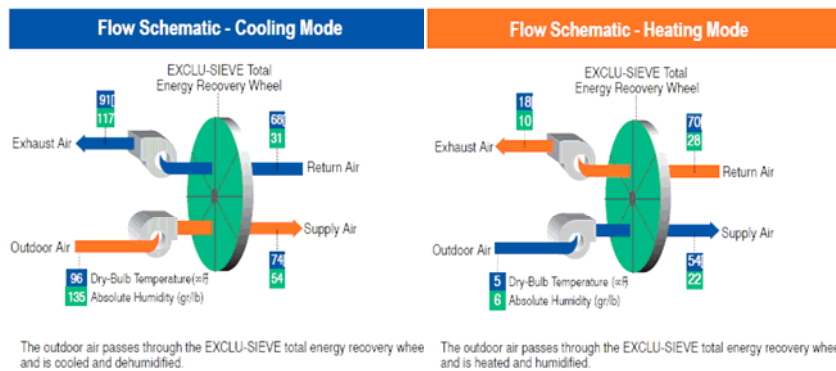 Flow Schematic - Cooling Mode
EXCLU-SIEVE Total
Energy Recovery Wheel
91
117
68
31
Exhaust Air
Return Air
Supply Air
Outdoor Air
74
54
96 Dry-Bulb Temperature (∞F)
135 Absolute Humidity (gr/lb)
The outdoor air passes through the EXCLU-SIEVE total energy recovery whee
and is cooled and dehumidified.
Flow Schematic - Heating Mode
EXCLU-SIEVE Total
Energy Recovery Wheel
18
10
70
28
Exhaust Air
Return Air
Supply Air
Outdoor Air
54
22
5 Dry-Bulb Temperature (∞F)
6 Absolute Humidity (gr/lb)
The outdoor air passes through the EXCLU-SIEVE total energy recovery whee
and is heated and humidified.